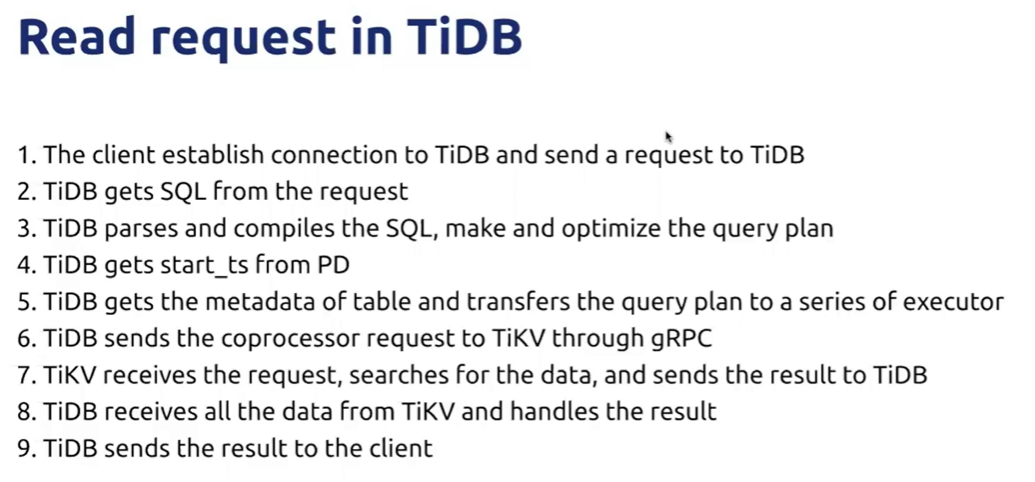 Read request in TiDB
1. The client establish connection to TiDB and send a request to TiDB
2. TiDB gets SQL from the request
3. TiDB parses and compiles the SQL, make and optimize the query plan
4. TiDB gets start_ts from PD
5. TiDB gets the metadata of table and transfers the query plan to a series of executor
6. TiDB sends the coprocessor request to TiKV through gRPC
7. TiKV receives the request, searches for the data, and sends the result to TiDB
8. TiDB receives all the data from TiKV and handles the result
9. TiDB sends the result to the client